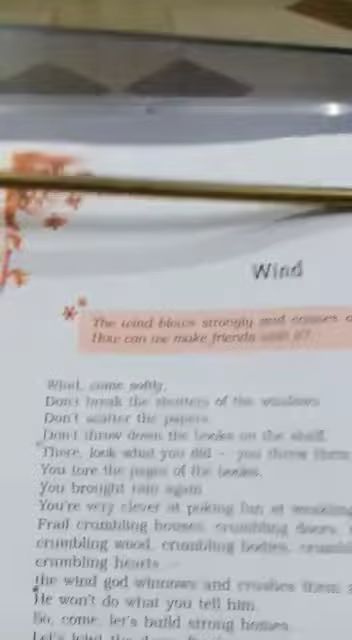 Wind
The wind blows strongly and causes
How can we make friends with it?
Wind, come softly.
Don't break the shutters of the windows.
Don't scatter the papers.
Don't throw down the books on the shelf.
There, look what you did — you threw them
You tore the pages of the books.
You brought rain again.
You're very clever at poking fun at weaklings
Frail crumbling houses, crumbling doors,
crumbling wood, crumbling bodies,
crumbling hearts —
the wind god winnows and crushes them
He won't do what you tell him.
So, come, let's build strong homes
Let's